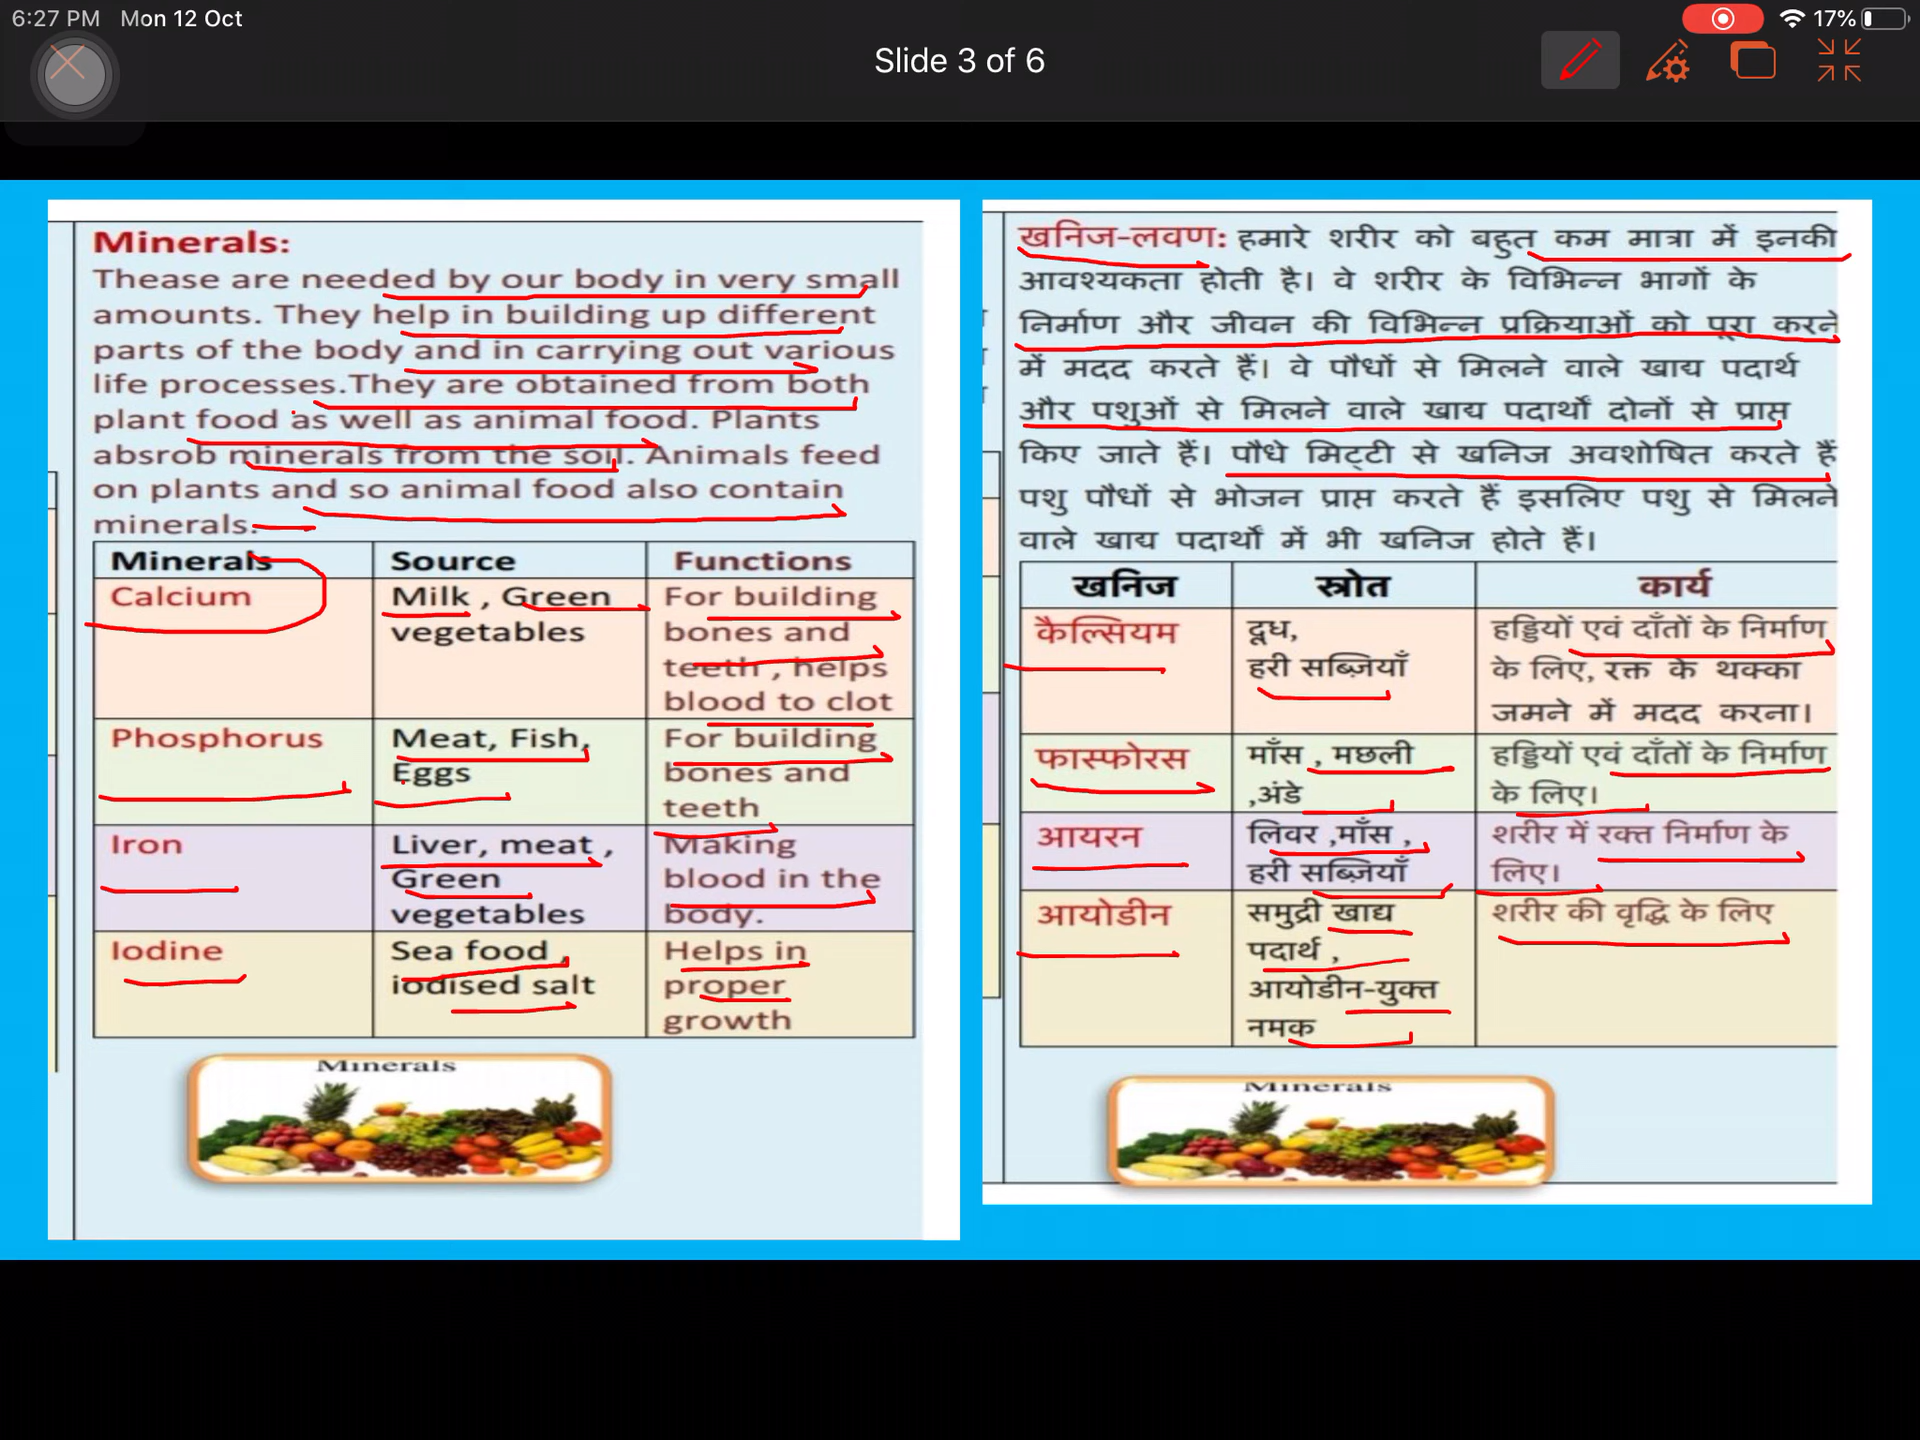 6:27 PM Mon 12 Oct
17%
Slide 3 of 6
Minerals:
Thease are needed by our body in very small
amounts. They help in building up different
parts of the body and in carrying out various
life processes.They are obtained from both
plant food as well as animal food. Plants
absrob minerals from the soil. Animals feed
on plants and so animal food also contain
minerals.
Minerals Source Functions
Calcium Milk , Green For building
vegetables bones and
teeth , helps
blood to clot
Phosphorus Meat, Fish, For building
Eggs bones and
teeth
Iron Liver, meat , Making
Green blood in the
vegetables body.
Iodine Sea food , Helps in
iodised salt proper
growth
Minerals
खनिज-लवण: हमारे शरीर को बहुत कम मात्रा में इनकी
आवश्यकता होती है। वे शरीर के विभिन्न भागों के
निर्माण और जीवन की विभिन्न प्रक्रियाओं को पूरा करने
में मदद करते हैं। वे पौधों से मिलने वाले खाद्य पदार्थ
और पशुओं से मिलने वाले खाद्य पदार्थों दोनों से प्राप्त
किए जाते हैं। पौधे मिट्टी से खनिज अवशोषित करते हैं
पशु पौधों से भोजन प्राप्त करते हैं इसलिए पशु से मिलने
वाले खाद्य पदार्थों में भी खनिज होते हैं।
खनिज स्रोत कार्य
कैल्सियम दूध, हड्डियों एवं दाँतों के निर्माण
हरी सब्ज़ियाँ के लिए, रक्त के थक्का
जमने में मदद करना।
फास्फोरस माँस , मछली हड्डियों एवं दाँतों के निर्माण
,अंडे के लिए।
आयरन लिवर ,माँस , शरीर में रक्त निर्माण के
हरी सब्ज़ियाँ लिए।
आयोडीन समुद्री खाद्य शरीर की वृद्धि के लिए
पदार्थ ,
आयोडीन-युक्त
नमक
Minerals